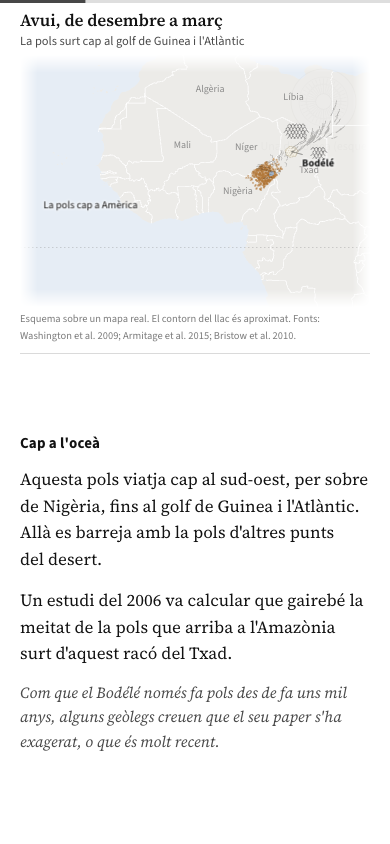 Avui, de desembre a març
La pols surt cap al golf de Guinea i l'Atlàntic
Algèria
Líbia
Mali
Níger
Bodélé
Txad
Nigèria
La pols cap a Amèrica
Esquema sobre un mapa real. El contorn del llac és aproximat. Fonts:
Washington et al. 2009; Armitage et al. 2015; Bristow et al. 2010.
Cap a l'oceà
Aquesta pols viatja cap al sud-oest, per sobre
de Nigèria, fins al golf de Guinea i l'Atlàntic.
Allà es barreja amb la pols d'altres punts
del desert.
Un estudi del 2006 va calcular que gairebé la
meitat de la pols que arriba a l'Amazònia
surt d'aquest racó del Txad.
Com que el Bodélé només fa pols des de fa uns mil
anys, alguns geòlegs creuen que el seu paper s'ha
exagerat, o que és molt recent.